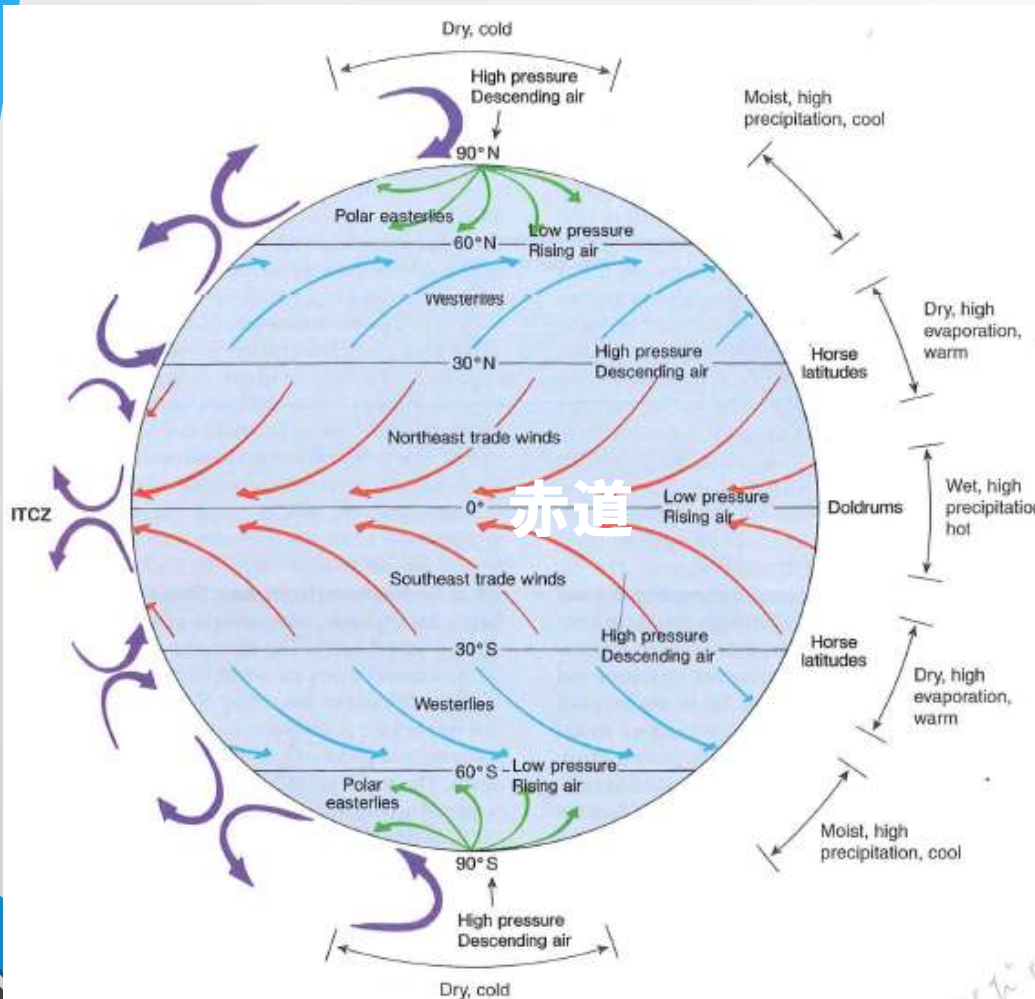 Dry, cold
High pressure
Descending air
Moist, high
precipitation, cool
90°N
Polar easterlies
Low pressure
Rising air
60°N
Westerlies
Dry, high
evaporation,
warm
30°N
High pressure
Descending air
Horse
latitudes
Northeast trade winds
ITCZ
0°
赤道
Low pressure
Rising air
Doldrums
Wet, high
precipitation
hot
Southeast trade winds
30°S
High pressure
Descending air
Horse
latitudes
Westerlies
Dry, high
evaporation,
warm
60°S
Low pressure
Rising air
Polar
easterlies
Moist, high
precipitation, cool
90°S
High pressure
Descending air
Dry, cold